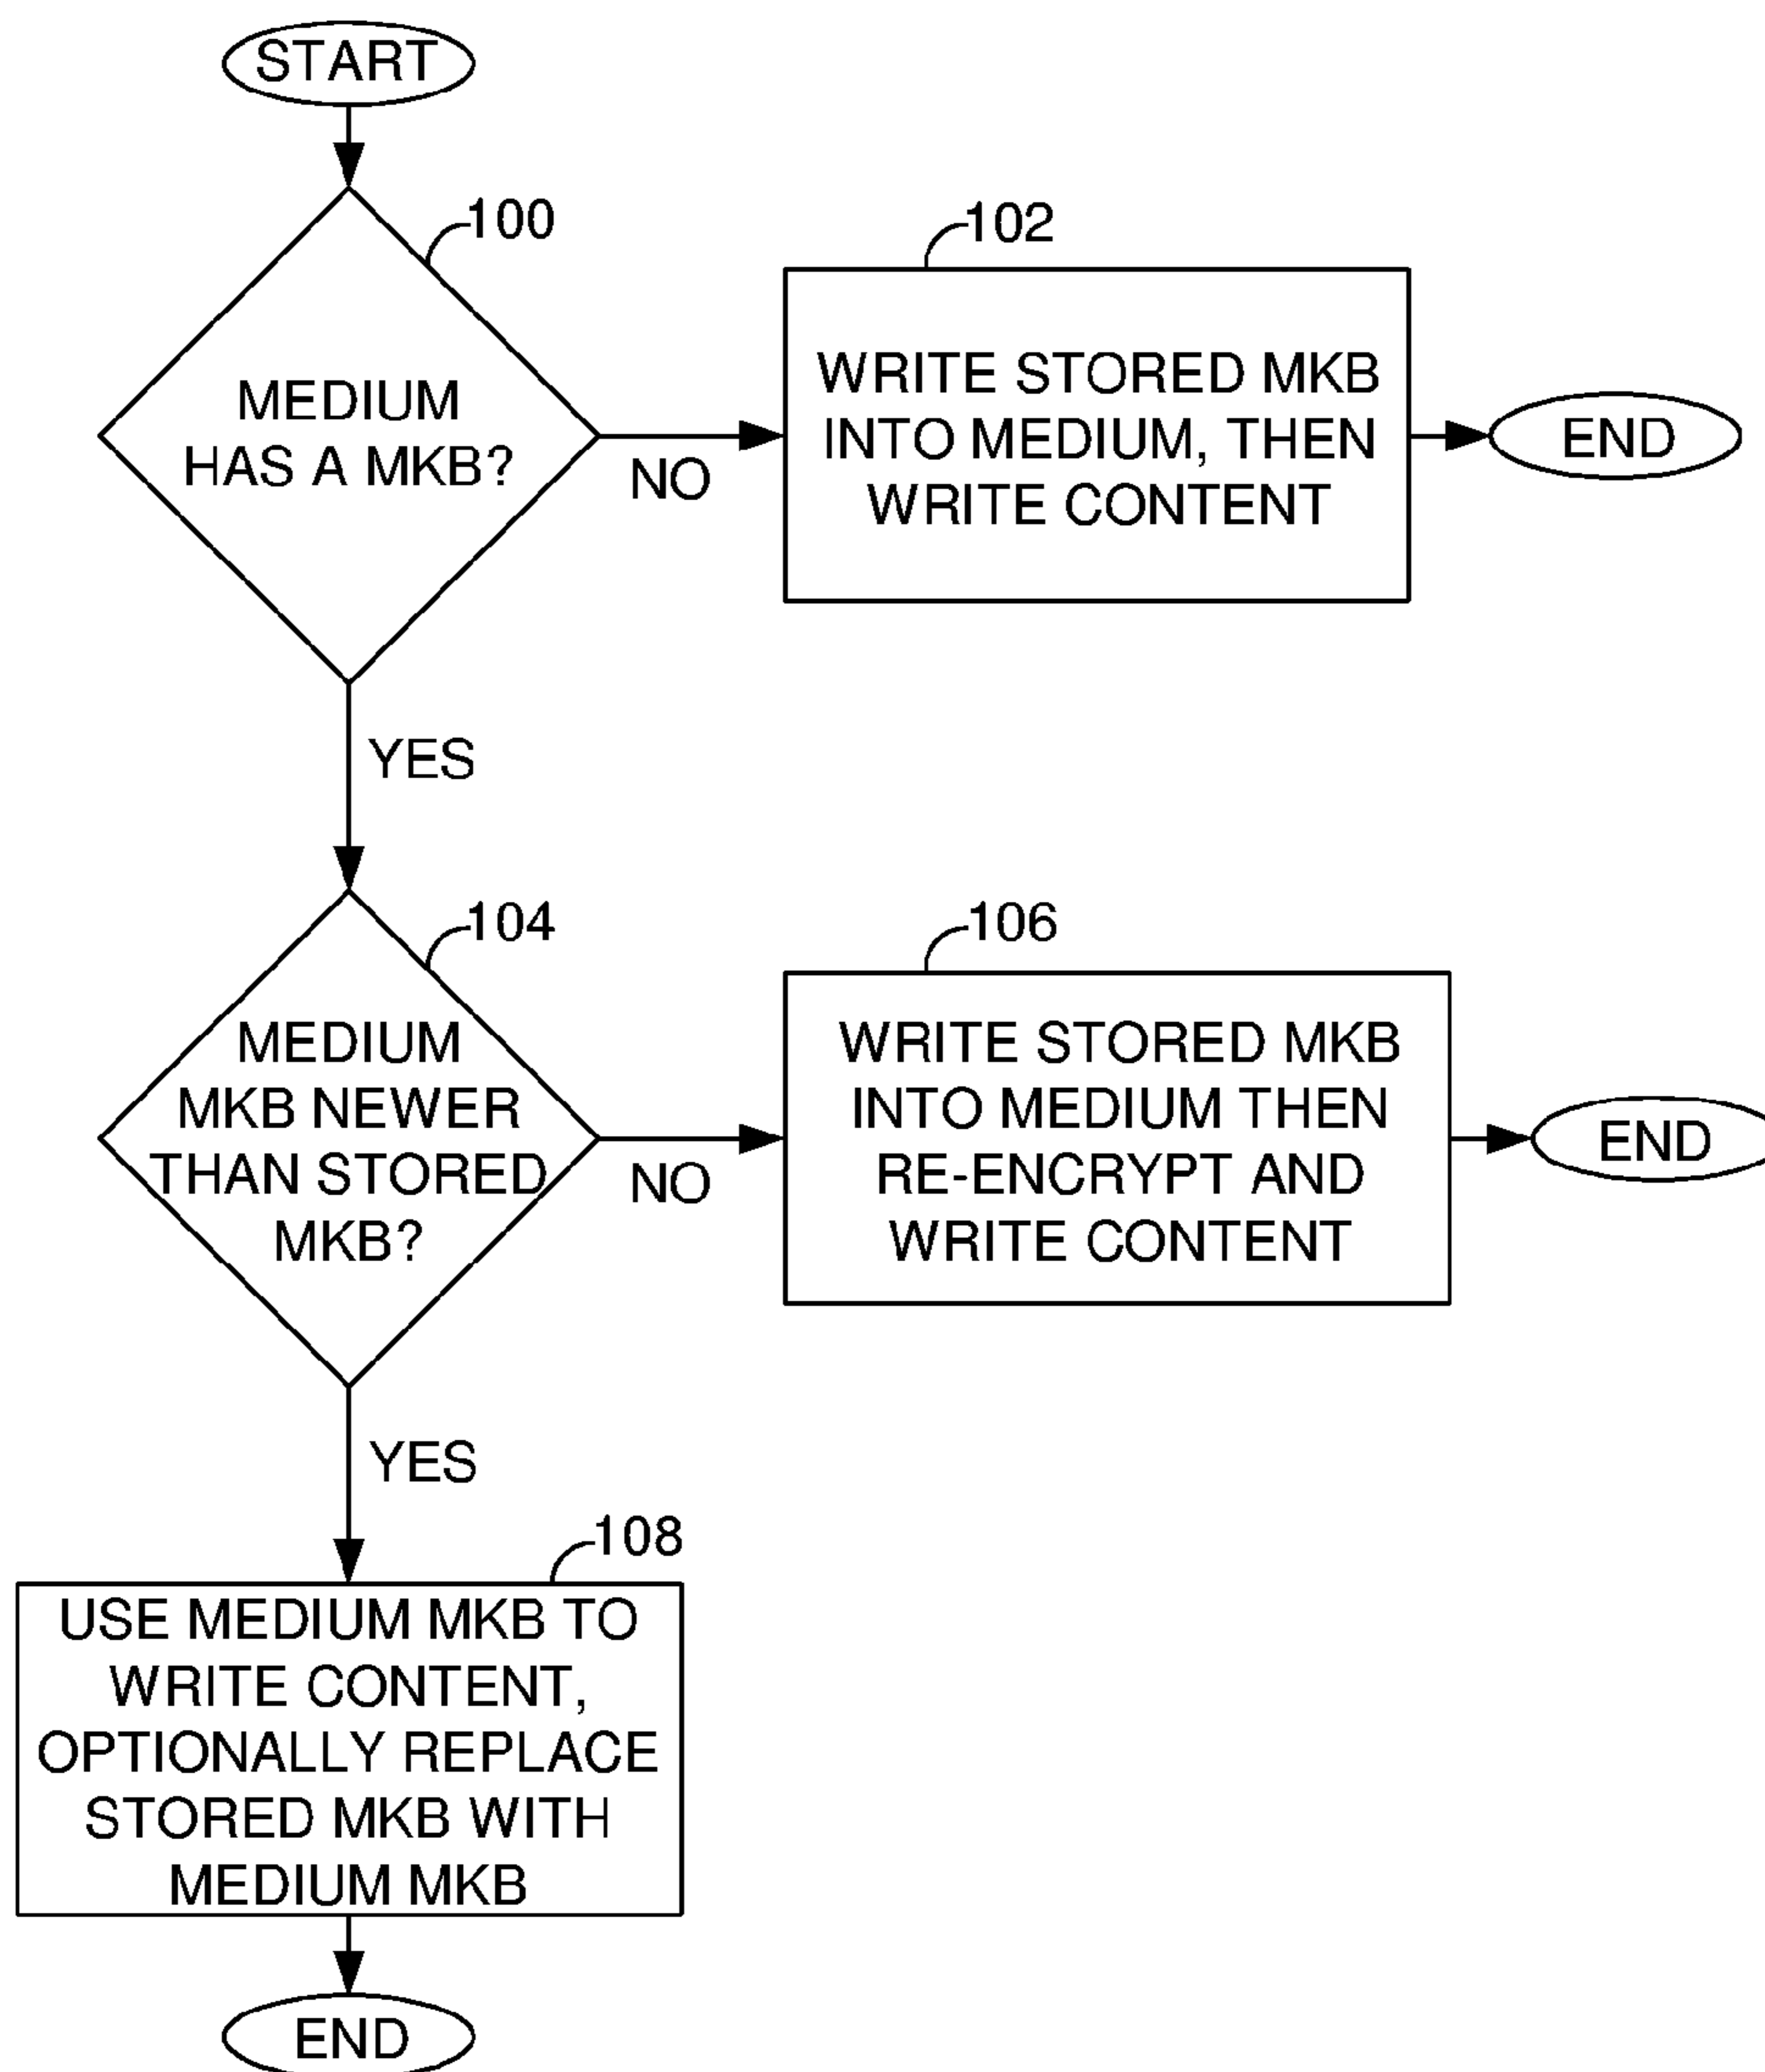 START
100
MEDIUM
HAS A MKB?
NO
102
WRITE STORED MKB
INTO MEDIUM, THEN
WRITE CONTENT
END
YES
104
MEDIUM
MKB NEWER
THAN STORED
MKB?
NO
106
WRITE STORED MKB
INTO MEDIUM THEN
RE-ENCRYPT AND
WRITE CONTENT
END
YES
108
USE MEDIUM MKB TO
WRITE CONTENT,
OPTIONALLY REPLACE
STORED MKB WITH
MEDIUM MKB
END